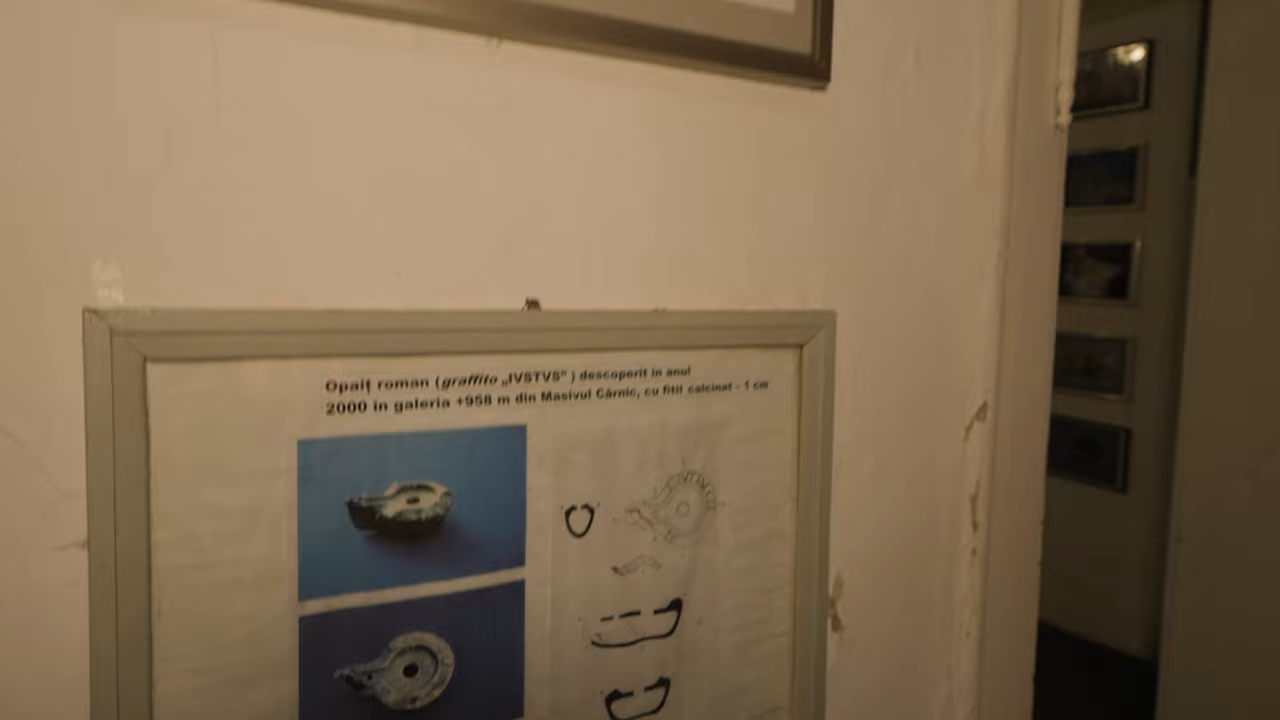 Opaiț roman (graffito „IVSTVS” ) descoperit în anul
2000 în galeria +958 m din Masivul Cârnic, cu fitil calcinat - 1 cm